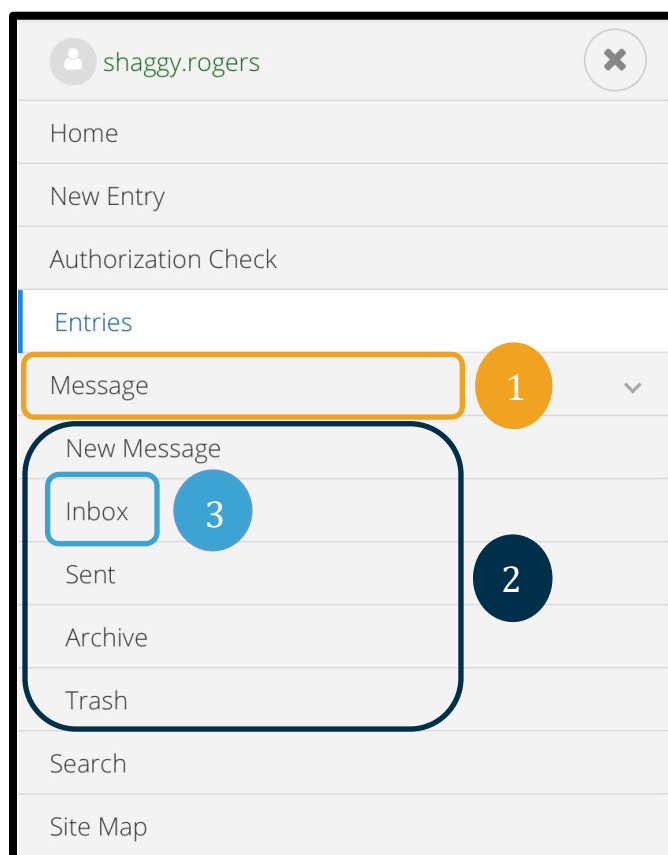 shaggy.rogers
Home
New Entry
Authorization Check
Entries
Message 1
New Message
Inbox 3
Sent 2
Archive
Trash
Search
Site Map